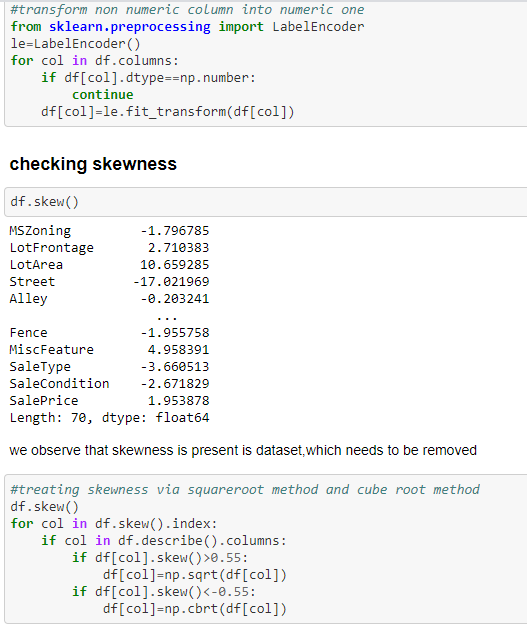 #transform non numeric column into numeric one
from sklearn.preprocessing import LabelEncoder
le=LabelEncoder()
for col in df.columns:
    if df[col].dtype==np.number:
        continue
    df[col]=le.fit_transform(df[col])
checking skewness
df.skew()
MSZoning         -1.796785
LotFrontage       2.710383
LotArea          10.659285
Street          -17.021969
Alley            -0.203241
                   ...
Fence            -1.955758
MiscFeature       4.958391
SaleType         -3.660513
SaleCondition    -2.671829
SalePrice         1.953878
Length: 70, dtype: float64
we observe that skewness is present is dataset,which needs to be removed
#treating skewness via squareroot method and cube root method
df.skew()
for col in df.skew().index:
    if col in df.describe().columns:
        if df[col].skew()>0.55:
            df[col]=np.sqrt(df[col])
        if df[col].skew()<-0.55:
            df[col]=np.cbrt(df[col])